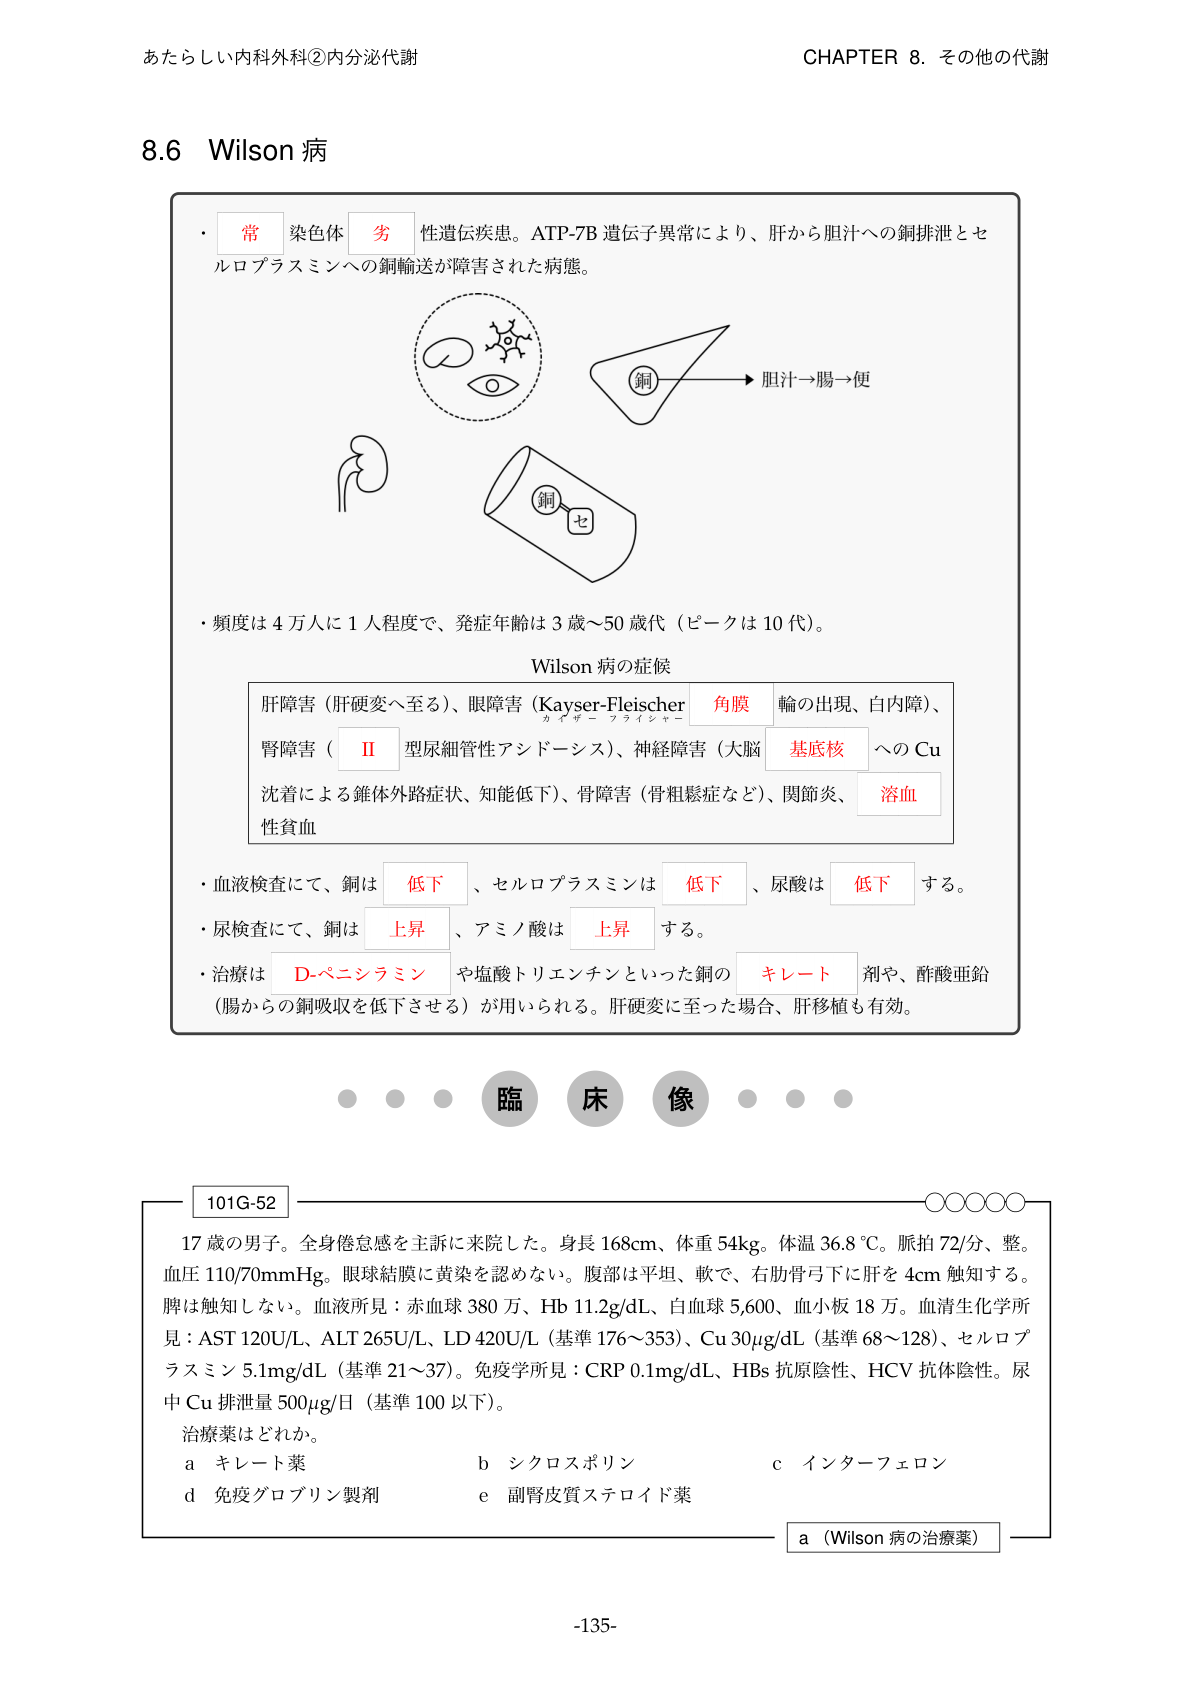 あたらしい内科外科②内分泌代謝
CHAPTER 8. その他の代謝
8.6 Wilson 病
・ 常 染色体 劣 性遺伝疾患。ATP-7B 遺伝子異常により、肝から胆汁への銅排泄とセ
ルロプラスミンへの銅輸送が障害された病態。
銅 胆汁→腸→便
銅
セ
・頻度は 4 万人に 1 人程度で、発症年齢は 3 歳〜50 歳代（ピークは 10 代）。
Wilson 病の症候
肝障害（肝硬変へ至る）、眼障害（Kayser-Fleischer 角膜 輪の出現、白内障）、
カイザー フライシャー
腎障害（ II 型尿細管性アシドーシス）、神経障害（大脳 基底核 への Cu
沈着による錐体外路症状、知能低下）、骨障害（骨粗鬆症など）、関節炎、 溶血
性貧血
・血液検査にて、銅は 低下 、セルロプラスミンは 低下 、尿酸は 低下 する。
・尿検査にて、銅は 上昇 、アミノ酸は 上昇 する。
・治療は D-ペニシラミン や塩酸トリエンチンといった銅の キレート 剤や、酢酸亜鉛
（腸からの銅吸収を低下させる）が用いられる。肝硬変に至った場合、肝移植も有効。
臨 床 像
101G-52
17 歳の男子。全身倦怠感を主訴に来院した。身長 168cm、体重 54kg。体温 36.8 ℃。脈拍 72/分、整。
血圧 110/70mmHg。眼球結膜に黄染を認めない。腹部は平坦、軟で、右肋骨弓下に肝を 4cm 触知する。
脾は触知しない。血液所見：赤血球 380 万、Hb 11.2g/dL、白血球 5,600、血小板 18 万。血清生化学所
見：AST 120U/L、ALT 265U/L、LD 420U/L（基準 176〜353）、Cu 30μg/dL（基準 68〜128）、セルロプ
ラスミン 5.1mg/dL（基準 21〜37）。免疫学所見：CRP 0.1mg/dL、HBs 抗原陰性、HCV 抗体陰性。尿
中 Cu 排泄量 500μg/日（基準 100 以下）。
治療薬はどれか。
a キレート薬 b シクロスポリン c インターフェロン
d 免疫グロブリン製剤 e 副腎皮質ステロイド薬
a （Wilson 病の治療薬）
-135-